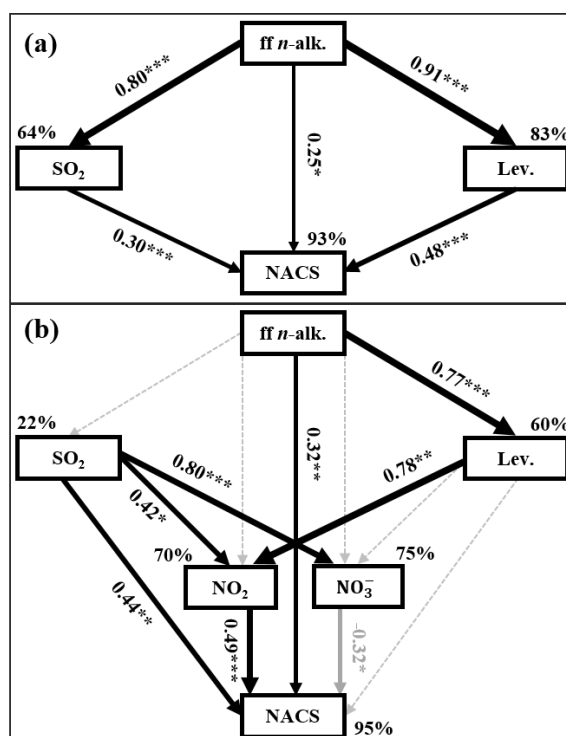 (a)
ff n-alk.
0.80***
0.91***
64%
83%
SO₂
0.25*
Lev.
93%
0.30***
0.48***
NACS
(b)
ff n-alk.
0.77***
22%
60%
SO₂
0.32**
Lev.
0.80***
0.78**
0.42*
70%
75%
NO₂
NO₃⁻
0.44**
0.49***
-0.32*
NACS
95%